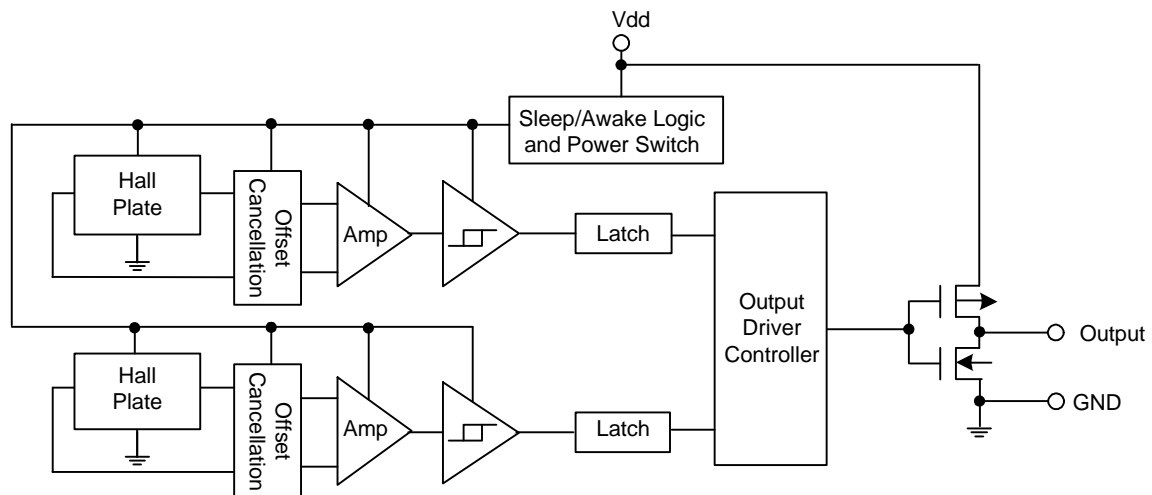 Vdd
Sleep/Awake Logic
and Power Switch
Hall
Plate
Offset
Cancellation
Amp
Latch
Output
Driver
Controller
Output
GND
Hall
Plate
Offset
Cancellation
Amp
Latch